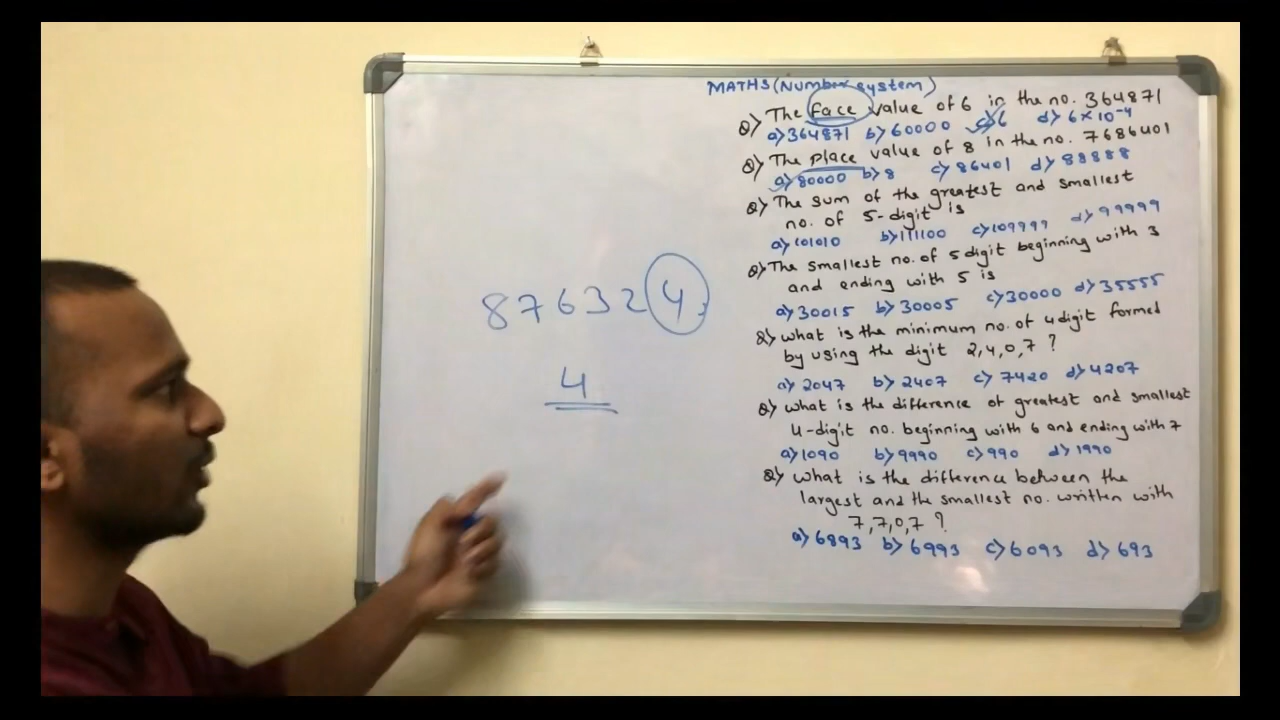 MATHS (Number system)
Q) The face value of 6 in the no. 364871
a) 364871 b) 60000 c) 6 d) 6×10⁻⁴
Q) The place value of 8 in the no. 7686401
a) 80000 b) 8 c) 86401 d) 88888
Q) The sum of the greatest and smallest
no. of 5-digit is
a) 101010 b) 111100 c) 109999 d) 99999
Q) The smallest no. of 5 digit beginning with 3
and ending with 5 is
a) 30015 b) 30005 c) 30000 d) 35555
Q) what is the minimum no. of 4 digit formed
by using the digit 2,4,0,7 ?
a) 2047 b) 2407 c) 7420 d) 4207
Q) what is the difference of greatest and smallest
4-digit no. beginning with 6 and ending with 7
a) 1090 b) 9990 c) 990 d) 1990
Q) what is the difference between the
largest and the smallest no. written with
7,7,0,7 ?
a) 6893 b) 6993 c) 6093 d) 693
876324
4